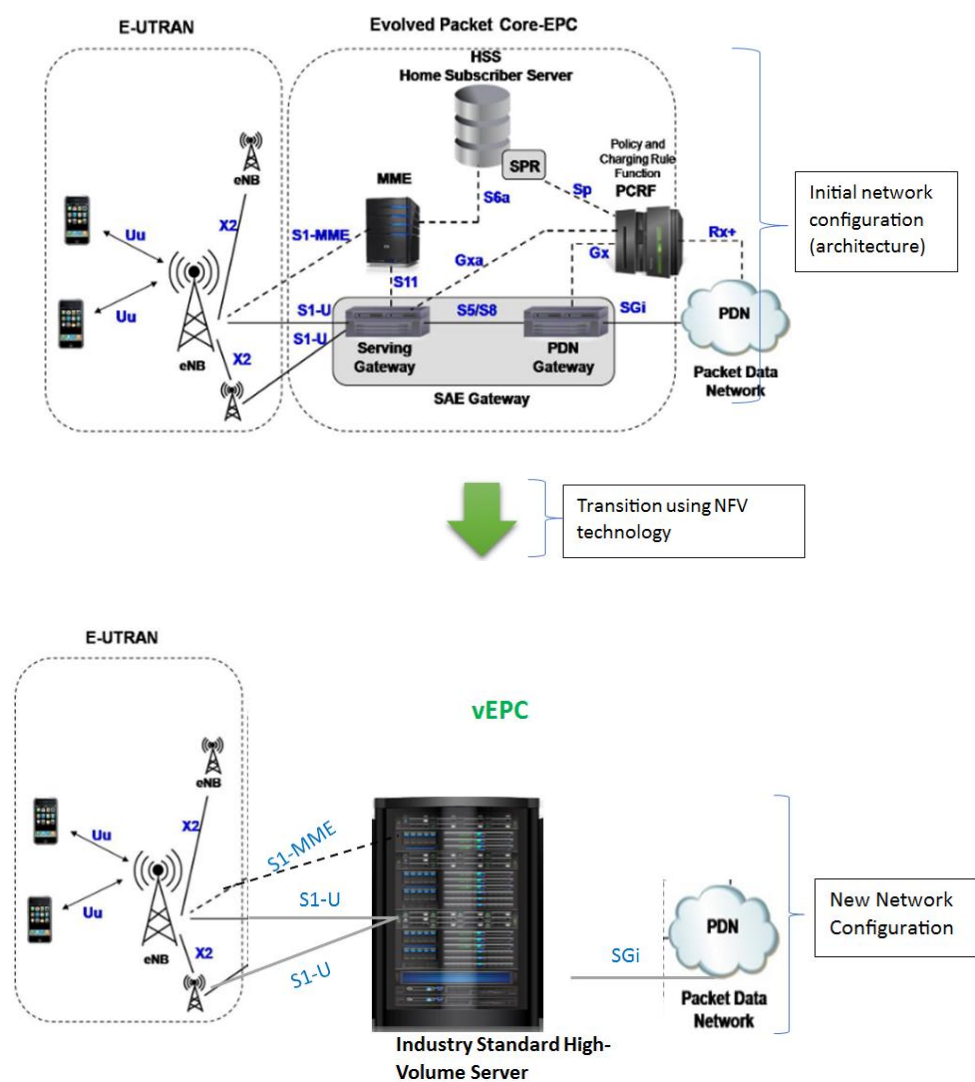 E-UTRAN
Evolved Packet Core-EPC
HSS
Home Subscriber Server
SPR
Policy and
Charging Rule
Function
PCRF
MME
eNB
S6a
Sp
Rx+
Uu
X2
S1-MME
Gxa
Gx
S11
Uu
S1-U
S5/S8
SGi
PDN
S1-U
eNB
X2
Serving
Gateway
PDN
Gateway
Packet Data
Network
SAE Gateway
Initial network
configuration
(architecture)
Transition using NFV
technology
E-UTRAN
vEPC
eNB
Uu
X2
S1-MME
Uu
S1-U
eNB
X2
S1-U
SGi
PDN
Packet Data
Network
New Network
Configuration
Industry Standard High-
Volume Server